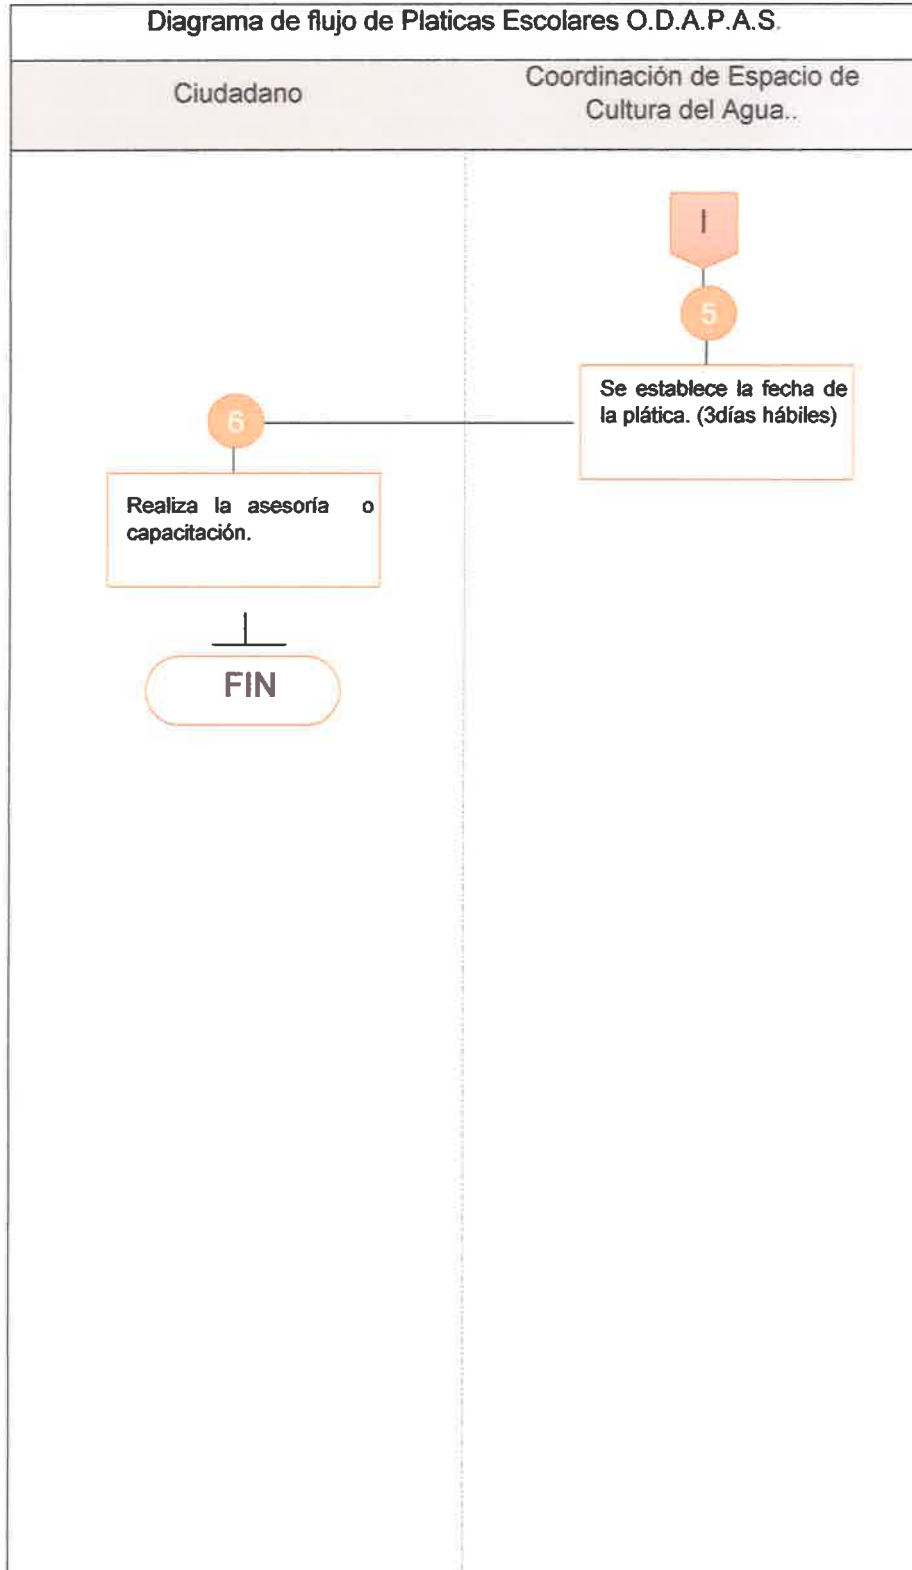 Diagrama de flujo de Platicas Escolares O.D.A.P.A.S.
Ciudadano
Coordinación de Espacio de
Cultura del Agua..
I
5
Se establece la fecha de
la plática. (3días hábiles)
6
Realiza la asesoría o
capacitación.
FIN